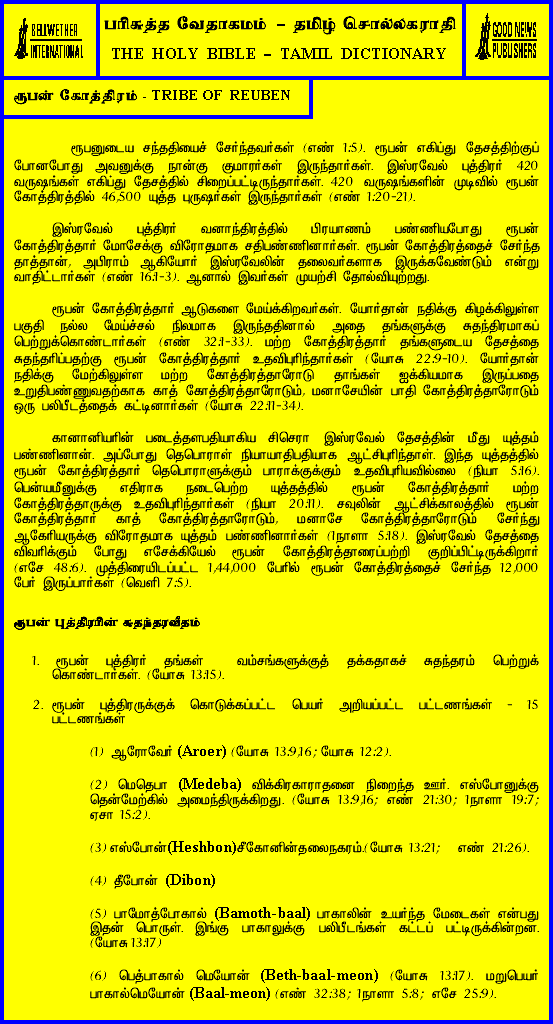 BELLWETHER
INTERNATIONAL
பரிசுத்த வேதாகமம் – தமிழ் சொல்லகராதி
THE HOLY BIBLE – TAMIL DICTIONARY
GOOD NEWS
PUBLISHERS
ரூபன் கோத்திரம் - TRIBE OF REUBEN
ரூபனுடைய சந்ததியைச் சேர்ந்தவர்கள் (எண் 1:5). ரூபன் எகிப்து தேசத்திற்குப்
போனபோது அவனுக்கு நான்கு குமாரர்கள் இருந்தார்கள். இஸ்ரவேல் புத்திரர் 420
வருஷங்கள் எகிப்து தேசத்தில் சிறைப்பட்டிருந்தார்கள். 420 வருஷங்களின் முடிவில் ரூபன்
கோத்திரத்தில் 46,500 யுத்த புருஷர்கள் இருந்தார்கள் (எண் 1:20-21).
இஸ்ரவேல் புத்திரர் வனாந்திரத்தில் பிரயாணம் பண்ணியபோது ரூபன்
கோத்திரத்தார் மோசேக்கு விரோதமாக சதிபண்ணினார்கள். ரூபன் கோத்திரத்தைச் சேர்ந்த
தாத்தான், அபிராம் ஆகியோர் இஸ்ரவேலின் தலைவர்களாக இருக்கவேண்டும் என்று
வாதிட்டார்கள் (எண் 16:1-3). ஆனால் இவர்கள் முயற்சி தோல்வியுற்றது.
ரூபன் கோத்திரத்தார் ஆடுகளை மேய்க்கிறவர்கள். யோர்தான் நதிக்கு கிழக்கிலுள்ள
பகுதி நல்ல மேய்ச்சல் நிலமாக இருந்ததினால் அதை தங்களுக்கு சுதந்திரமாகப்
பெற்றுக்கொண்டார்கள் (எண் 32:1-33). மற்ற கோத்திரத்தார் தங்களுடைய தேசத்தை
சுதந்தரிப்பதற்கு ரூபன் கோத்திரத்தார் உதவிபுரிந்தார்கள் (யோசு 22:9-10). யோர்தான்
நதிக்கு மேற்கிலுள்ள மற்ற கோத்திரத்தாரோடு தாங்கள் ஐக்கியமாக இருப்பதை
உறுதிபண்ணுவதற்காக காத் கோத்திரத்தாரோடும், மனாசேயின் பாதி கோத்திரத்தாரோடும்
ஒரு பலிபீடத்தைக் கட்டினார்கள் (யோசு 22:11-34).
கானானியரின் படைத்தளபதியாகிய சிசெரா இஸ்ரவேல் தேசத்தின் மீது யுத்தம்
பண்ணினான். அப்போது தெபொராள் நியாயாதிபதியாக ஆட்சிபுரிந்தாள். இந்த யுத்தத்தில்
ரூபன் கோத்திரத்தார் தெபொராளுக்கும் பாராக்குக்கும் உதவிபுரியவில்லை (நியா 5:16).
பென்யமீனுக்கு எதிராக நடைபெற்ற யுத்தத்தில் ரூபன் கோத்திரத்தார் மற்ற
கோத்திரத்தாருக்கு உதவிபுரிந்தார்கள் (நியா 20:11). சவுலின் ஆட்சிக்காலத்தில் ரூபன்
கோத்திரத்தார் காத் கோத்திரத்தாரோடும், மனாசே கோத்திரத்தாரோடும் சேர்ந்து
ஆகேரியருக்கு விரோதமாக யுத்தம் பண்ணினார்கள் (1நாளா 5:18). இஸ்ரவேல் தேசத்தை
விவரிக்கும் போது எசேக்கியேல் ரூபன் கோத்திரத்தாரைப்பற்றி குறிப்பிட்டிருக்கிறார்
(எசே 48:6). முத்திரையிடப்பட்ட 1,44,000 பேரில் ரூபன் கோத்திரத்தைச் சேர்ந்த 12,000
பேர் இருப்பார்கள் (வெளி 7:5).
ரூபன் புத்திரரின் சுதந்தரவீதம்
1. ரூபன் புத்திரர் தங்கள் வம்சங்களுக்குத் தக்கதாகச் சுதந்தரம் பெற்றுக்
கொண்டார்கள். (யோசு 13:15).
2. ரூபன் புத்திரருக்குக் கொடுக்கப்பட்ட பெயர் அறியப்பட்ட பட்டணங்கள் - 15
பட்டணங்கள்
(1) ஆரோவேர் (Aroer) (யோசு 13:9,16; யோசு 12:2).
(2) மெதெபா (Medeba) விக்கிரகாராதனை நிறைந்த ஊர். எஸ்போனுக்கு
தென்மேற்கில் அமைந்திருக்கிறது. (யோசு 13:9,16; எண் 21:30; 1நாளா 19:7;
ஏசா 15:2).
(3) எஸ்போன்(Heshbon)சீகோனின்தலைநகரம்.(யோசு 13:21; எண் 21:26).
(4) தீபோன் (Dibon)
(5) பாமோத்போகால் (Bamoth-baal) பாகாலின் உயர்ந்த மேடைகள் என்பது
இதன் பொருள். இங்கு பாகாலுக்கு பலிபீடங்கள் கட்டப் பட்டிருக்கின்றன.
(யோசு 13:17)
(6) பெத்பாகால் மெயோன் (Beth-baal-meon) (யோசு 13:17). மறுபெயர்
பாகால்மெயோன் (Baal-meon) (எண் 32:38; 1நாளா 5:8; எசே 25:9).